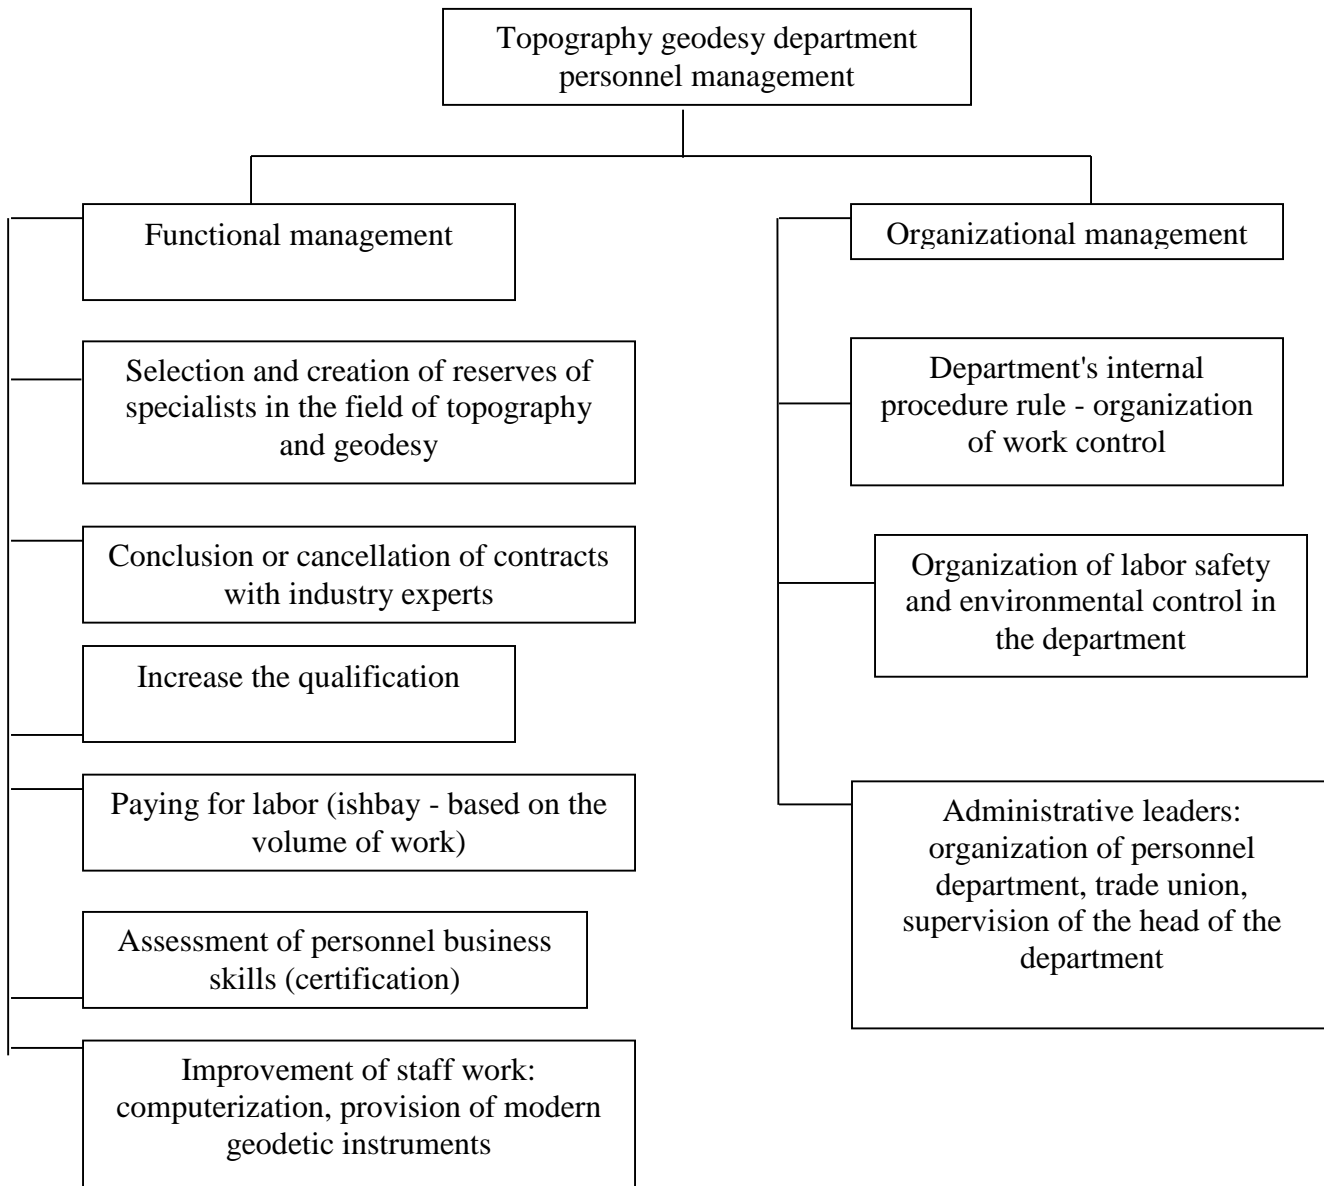 Topography geodesy department
personnel management
Functional management
Selection and creation of reserves of
specialists in the field of topography
and geodesy
Conclusion or cancellation of contracts
with industry experts
Increase the qualification
Paying for labor (ishbay - based on the
volume of work)
Assessment of personnel business
skills (certification)
Improvement of staff work:
computerization, provision of modern
geodetic instruments
Organizational management
Department's internal
procedure rule - organization
of work control
Organization of labor safety
and environmental control in
the department
Administrative leaders:
organization of personnel
department, trade union,
supervision of the head of the
department